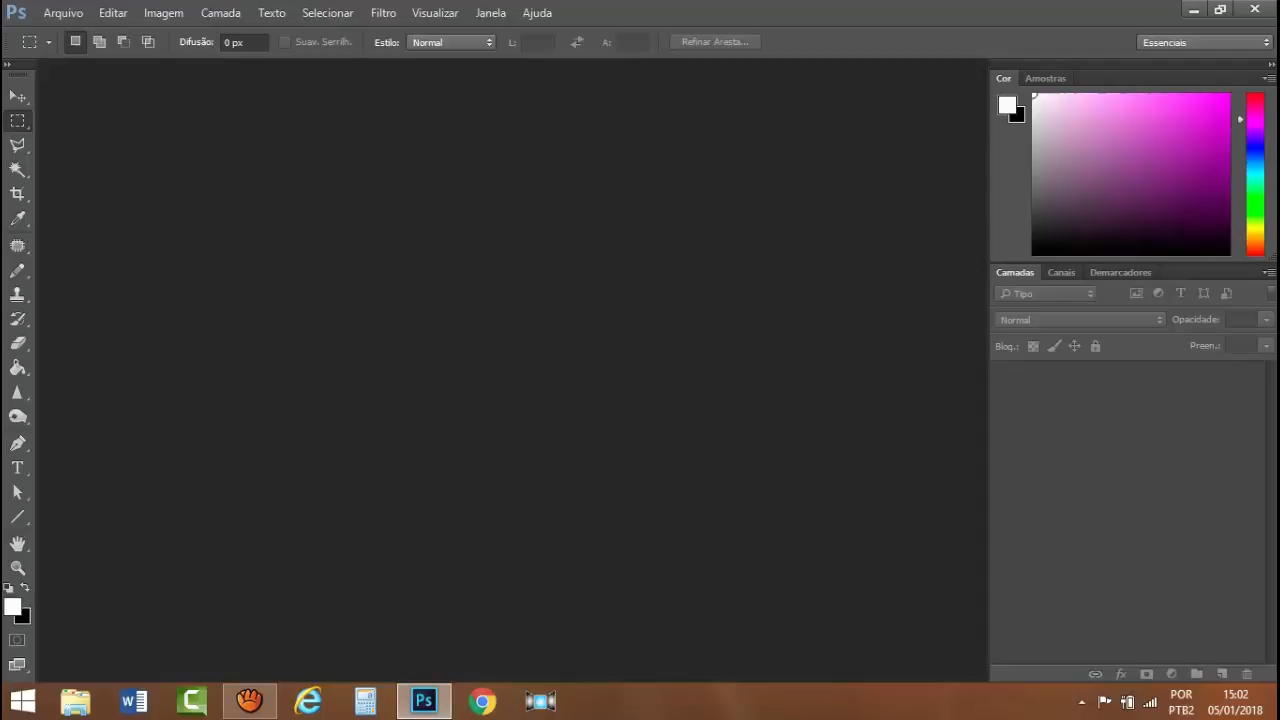 Ps Arquivo Editar Imagem Camada Texto Selecionar Filtro Visualizar Janela Ajuda
Difusão: 0 px Suav. Serrilh. Estilo: Normal L: A: Refinar Aresta... Essenciais
Cor Amostras
Camadas Canais Demarcadores
Tipo
Normal Opacidade:
Bloq.: Preen.:
POR 15:02
PTB2 05/01/2018